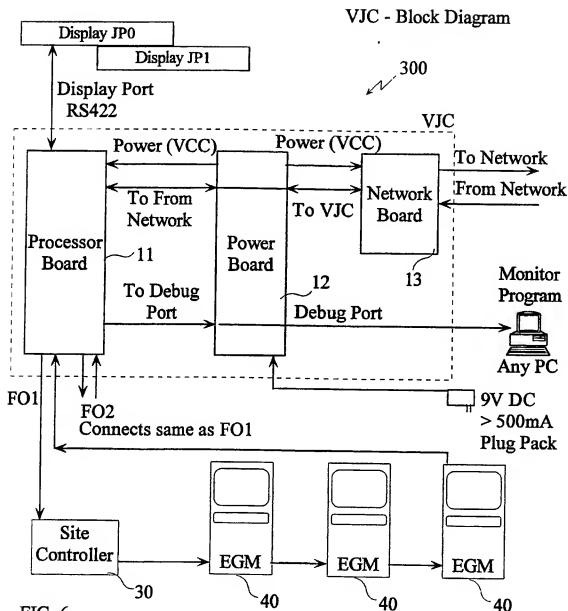 VJC - Block Diagram
Display JP0
Display JP1
300
Display Port
RS422
VJC
Power (VCC)
Power (VCC)
To Network
From Network
To From
Network
To VJC
Network
Board
Processor
Board
11
Power
Board
12
13
To Debug
Port
Debug Port
Monitor
Program
Any PC
FO1
FO2
Connects same as FO1
9V DC
> 500mA
Plug Pack
Site
Controller
30
EGM
40
EGM
40
EGM
40
FIG. 6